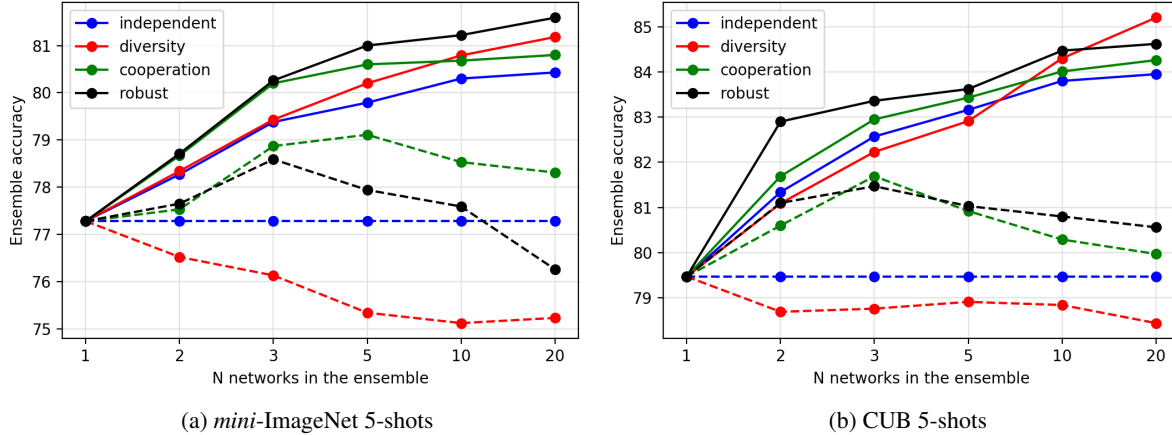 independent
diversity
cooperation
robust
Ensemble accuracy
81
80
79
78
77
76
75
1 2 3 5 10 20
N networks in the ensemble
(a) mini-ImageNet 5-shots
independent
diversity
cooperation
robust
Ensemble accuracy
85
84
83
82
81
80
79
1 2 3 5 10 20
N networks in the ensemble
(b) CUB 5-shots